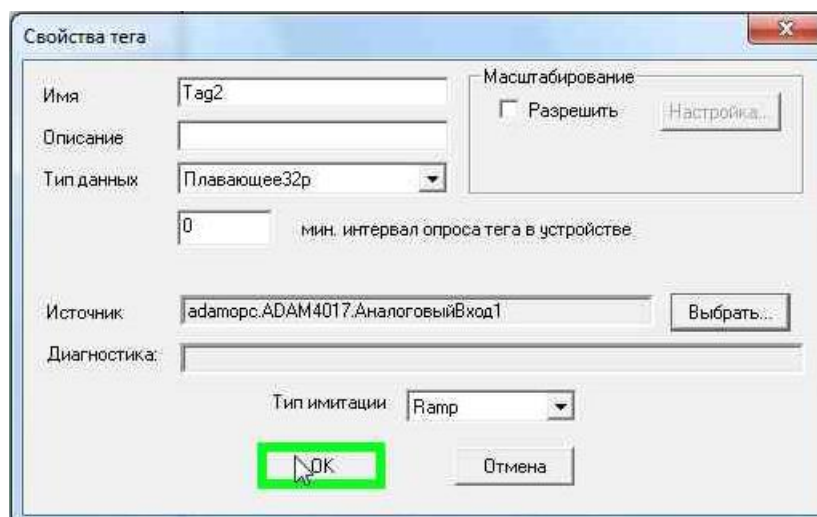 Свойства тега
Имя Tag2
Описание
Тип данных Плавающее32р
0 мин. интервал опроса тега в устройстве
Масштабирование
Разрешить Настройка...
Источник adamopc.ADAM4017.АналоговыйВход1 Выбрать...
Диагностика:
Тип имитации Ramp
OK Отмена